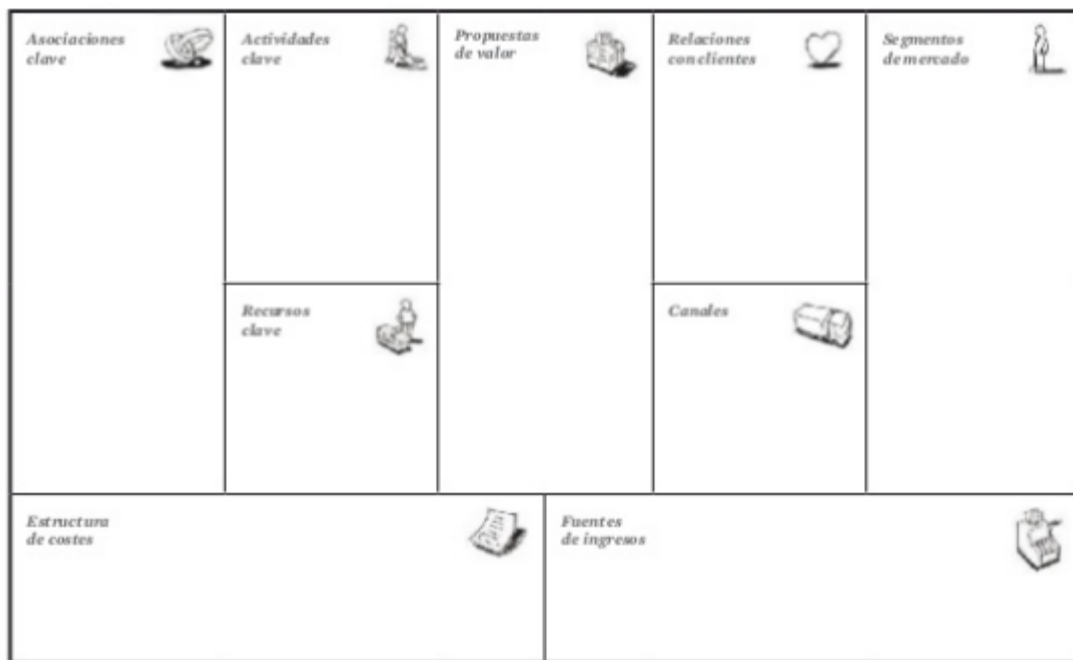 Asociaciones
clave
Actividades
clave
Propuestas
de valor
Relaciones
con clientes
Segmentos
de mercado
Recursos
clave
Canales
Estructura
de costes
Fuentes
de ingresos